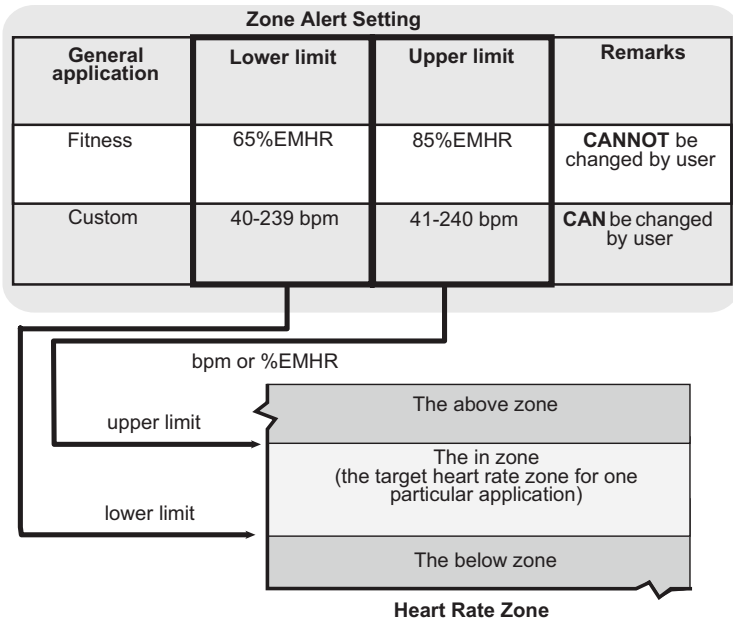 Zone Alert Setting
General application
Lower limit
Upper limit
Remarks
Fitness
65%EMHR
85%EMHR
CANNOT be changed by user
Custom
40-239 bpm
41-240 bpm
CAN be changed by user
bpm or %EMHR
The above zone
upper limit
The in zone
(the target heart rate zone for one
particular application)
lower limit
The below zone
Heart Rate Zone